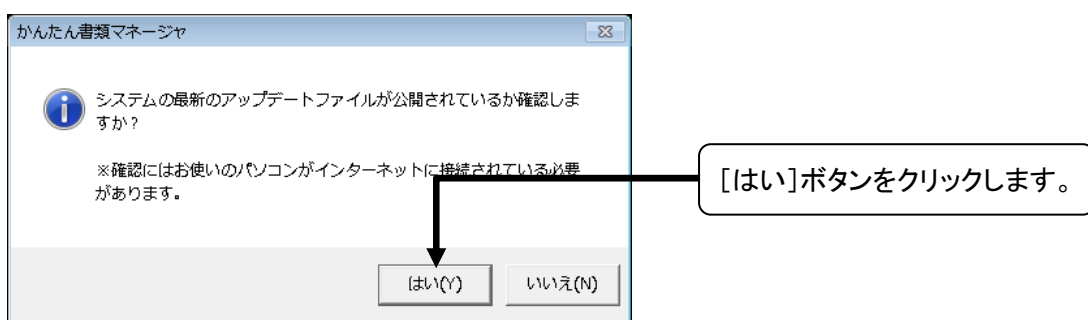 かんたん書類マネージャ
システムの最新のアップデートファイルが公開されているか確認しま
すか？
※確認にはお使いのパソコンがインターネットに接続されている必要
があります。
[はい]ボタンをクリックします。
はい(Y)
いいえ(N)